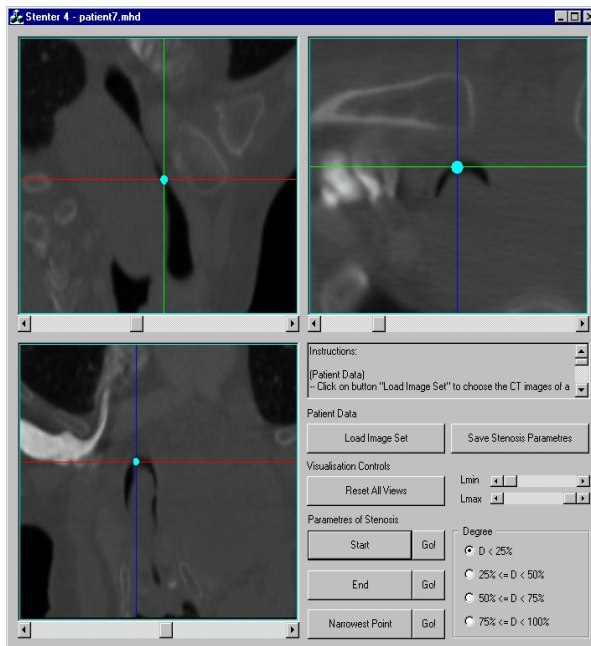 Stenter 4 - patient7.mhd
Instructions:
(Patient Data)
-- Click on button "Load Image Set" to choose the CT images of a
Patient Data
Load Image Set
Save Stenosis Parametres
Visualisation Controls
Reset All Views
Lmin
Lmax
Parametres of Stenosis
Start
Go!
End
Go!
Narrowest Point
Go!
Degree
D < 25%
25% <= D < 50%
50% <= D < 75%
75% <= D < 100%